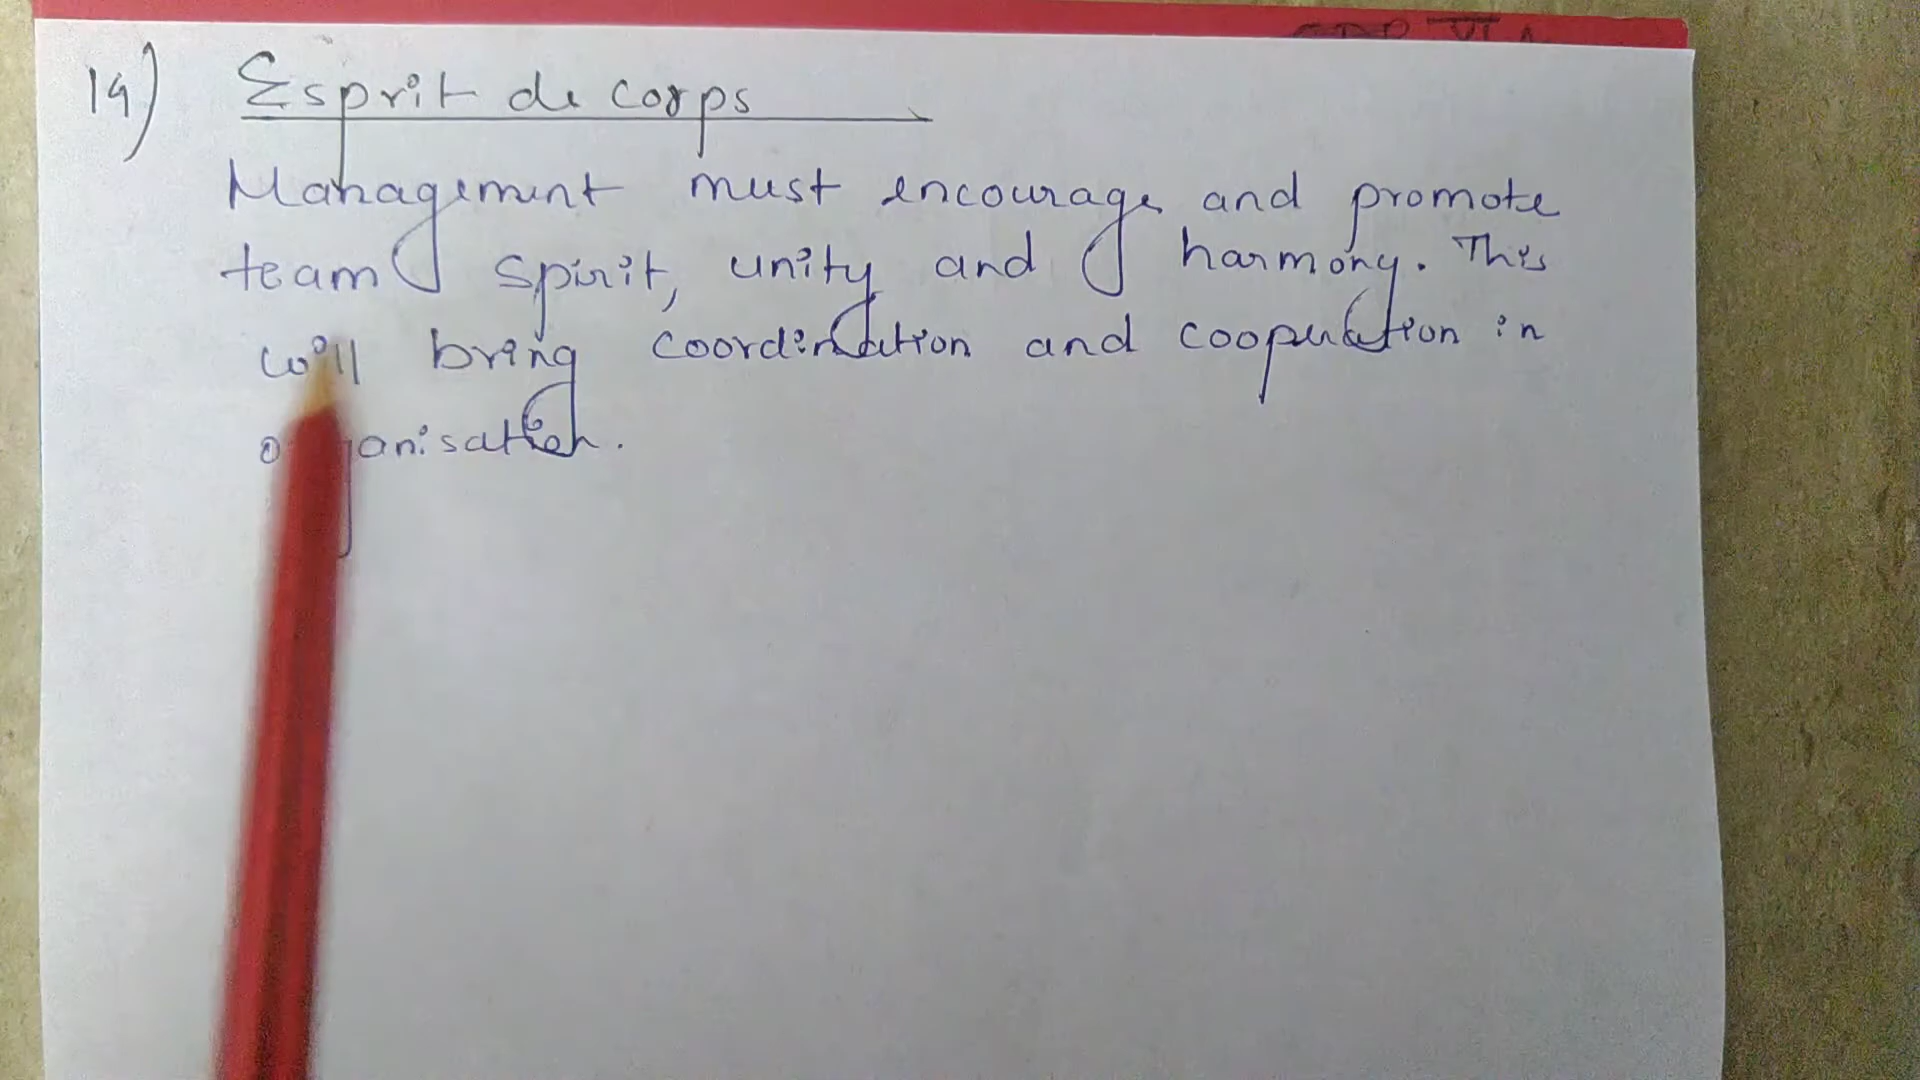 14) Esprit de corps
Management must encourage and promote
team spirit, unity and harmony. This
will bring coordination and cooperation in
organisation.